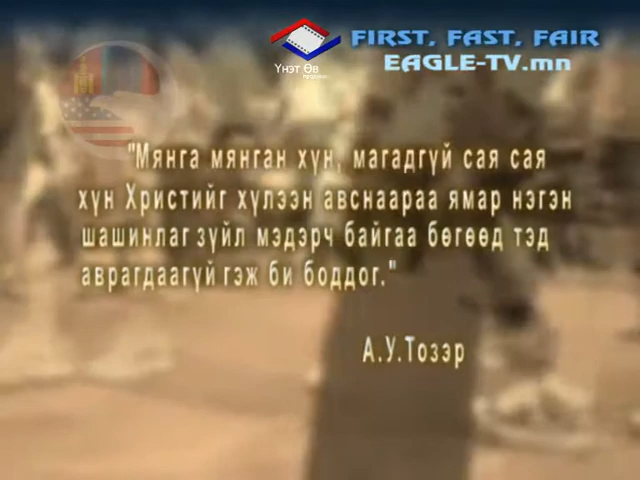 FIRST, FAST, FAIR
EAGLE-TV.mn
Үнэт Өв
"Мянга мянган хүн, магадгүй сая сая
хүн Христийг хүлээн авснаараа ямар нэгэн
шашинлаг зүйл мэдэрч байгаа бөгөөд тэд
аврагдаагүй гэж би боддог."
А.У.Тозэр